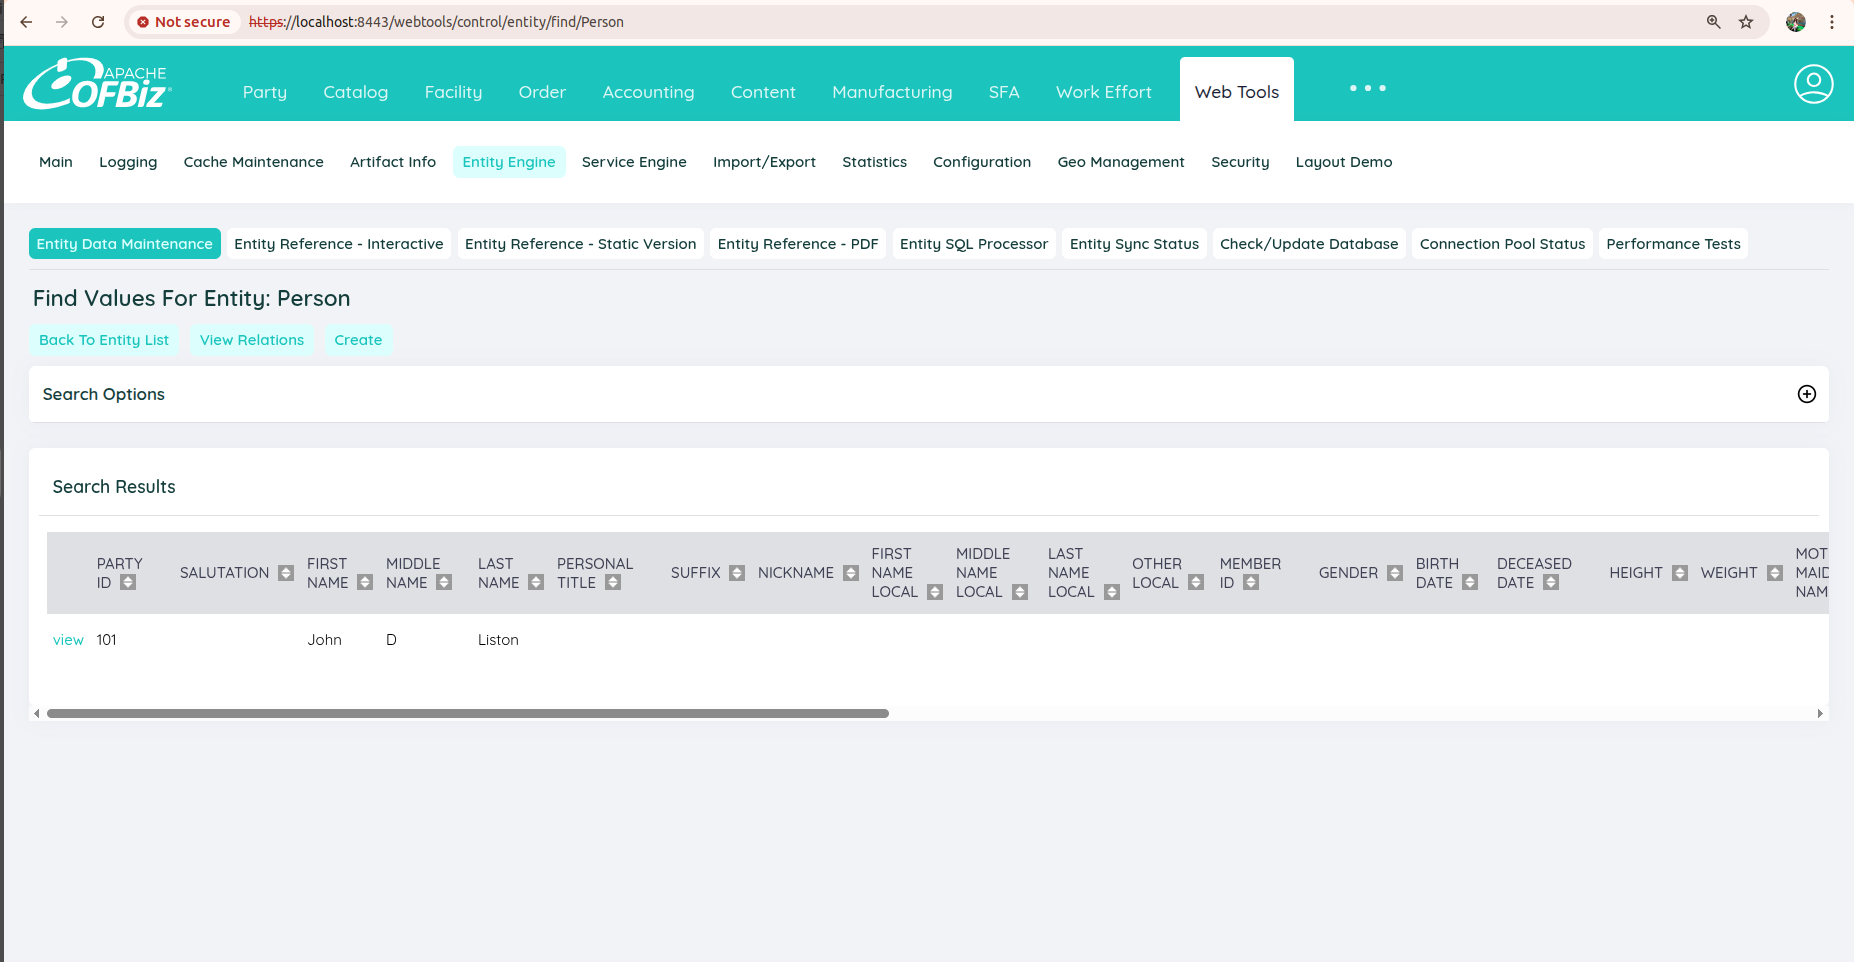 Not secure https://localhost:8443/webtools/control/entity/find/Person
APACHE OFBiz Party Catalog Facility Order Accounting Content Manufacturing SFA Work Effort Web Tools
Main Logging Cache Maintenance Artifact Info Entity Engine Service Engine Import/Export Statistics Configuration Geo Management Security Layout Demo
Entity Data Maintenance Entity Reference - Interactive Entity Reference - Static Version Entity Reference - PDF Entity SQL Processor Entity Sync Status Check/Update Database Connection Pool Status Performance Tests
Find Values For Entity: Person
Back To Entity List View Relations Create
Search Options
Search Results
PARTY ID SALUTATION FIRST NAME MIDDLE NAME LAST NAME PERSONAL TITLE SUFFIX NICKNAME FIRST NAME LOCAL MIDDLE NAME LOCAL LAST NAME LOCAL OTHER LOCAL MEMBER ID GENDER BIRTH DATE DECEASED DATE HEIGHT WEIGHT MOT MAID NAM
view 101 John D Liston